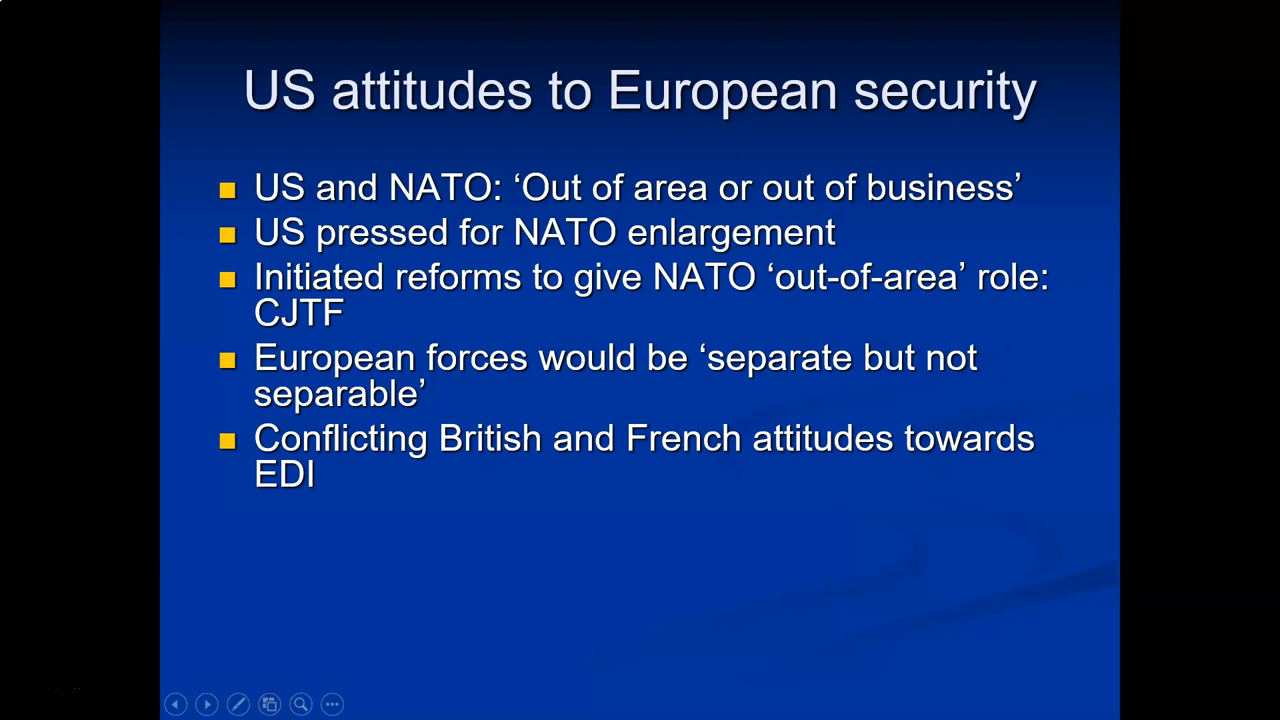 US attitudes to European security
US and NATO: ‘Out of area or out of business’
US pressed for NATO enlargement
Initiated reforms to give NATO ‘out-of-area’ role:
CJTF
European forces would be ‘separate but not
separable’
Conflicting British and French attitudes towards
EDI